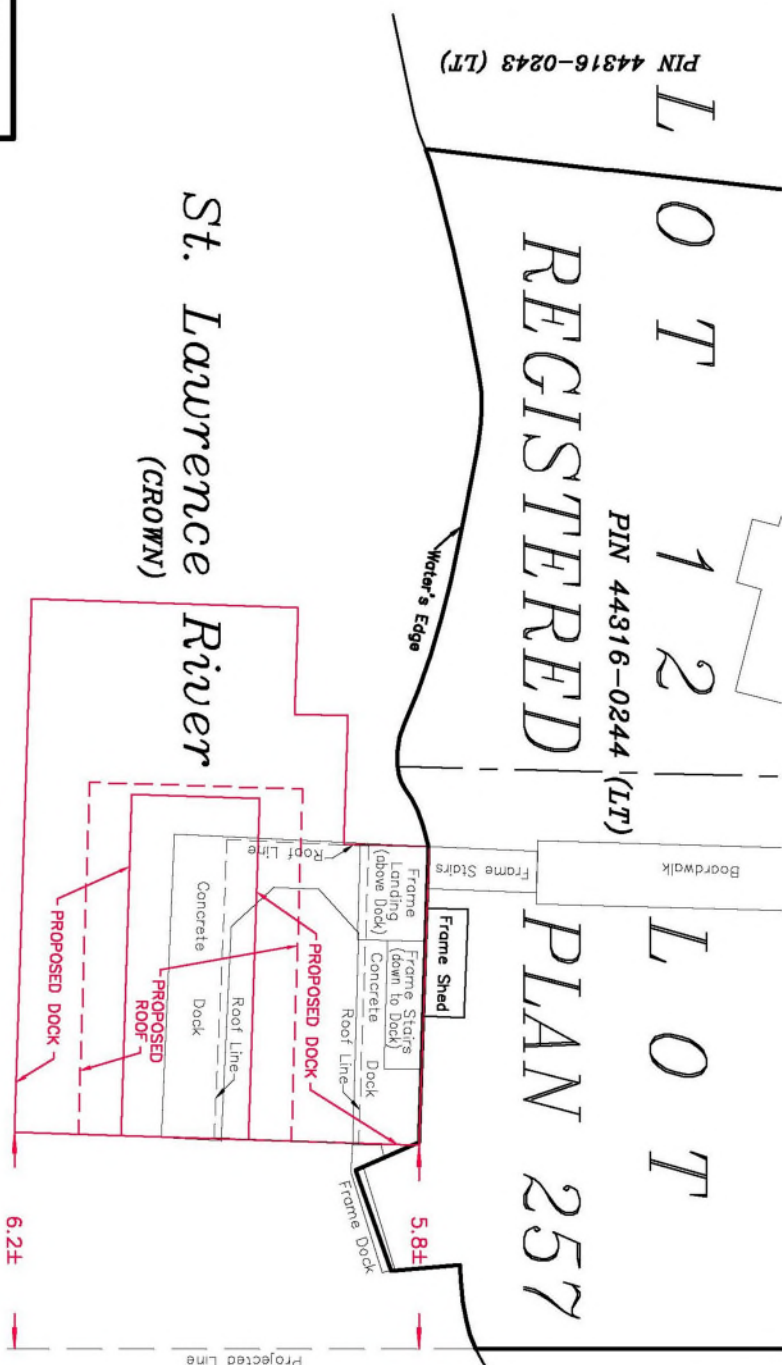 PIN 44316-0243 (LT)
LOT 12
LOT
REGISTERED PLAN 257
PIN 44316-0244 (LT)
Water's Edge
St. Lawrence River
(CROWN)
Boardwalk
Frame Stairs
Frame Shed
Frame
Landing
(above Dock)
Frame Stairs
(down to Dock)
Concrete Dock
Roof Line
Roof Line
Roof Line
Concrete Dock
PROPOSED DOCK
PROPOSED
ROOF
PROPOSED DOCK
Frame Dock
5.8±
6.2±
Projected Line